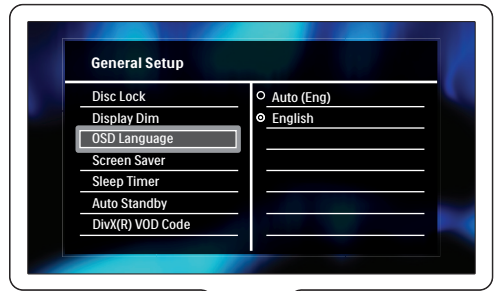 General Setup
Disc Lock
Display Dim
OSD Language
Screen Saver
Sleep Timer
Auto Standby
DivX(R) VOD Code
Auto (Eng)
English